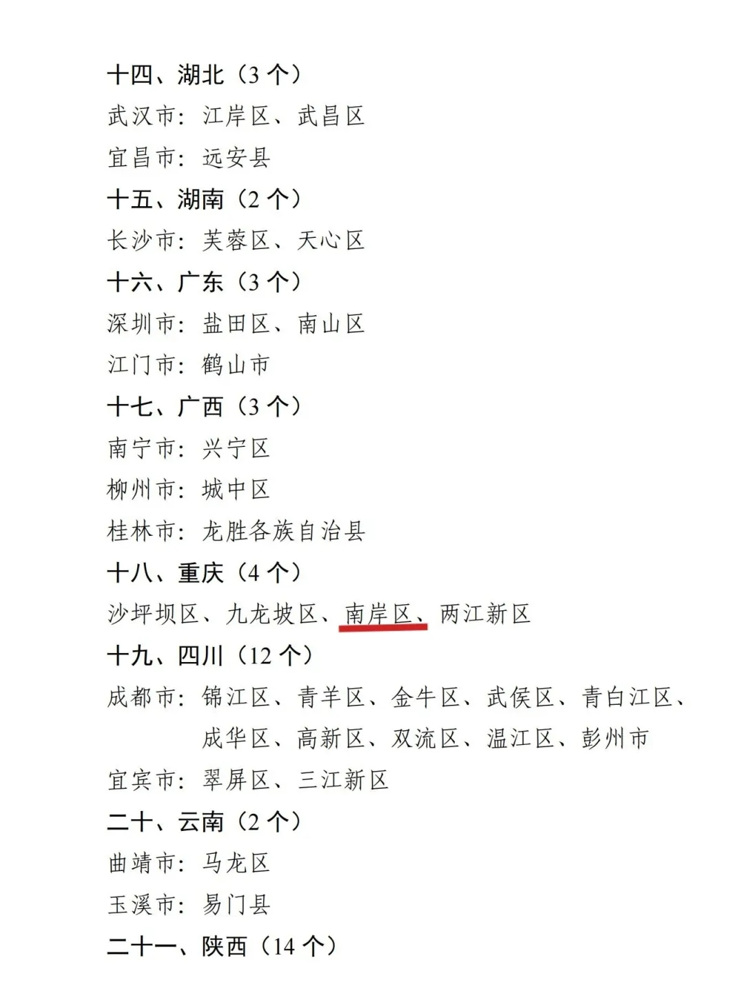 十四、湖北（3 个）
武汉市：江岸区、武昌区
宜昌市：远安县
十五、湖南（2 个）
长沙市：芙蓉区、天心区
十六、广东（3 个）
深圳市：盐田区、南山区
江门市：鹤山市
十七、广西（3 个）
南宁市：兴宁区
柳州市：城中区
桂林市：龙胜各族自治县
十八、重庆（4 个）
沙坪坝区、九龙坡区、南岸区、两江新区
十九、四川（12 个）
成都市：锦江区、青羊区、金牛区、武侯区、青白江区、
成华区、高新区、双流区、温江区、彭州市
宜宾市：翠屏区、三江新区
二十、云南（2 个）
曲靖市：马龙区
玉溪市：易门县
二十一、陕西（14 个）